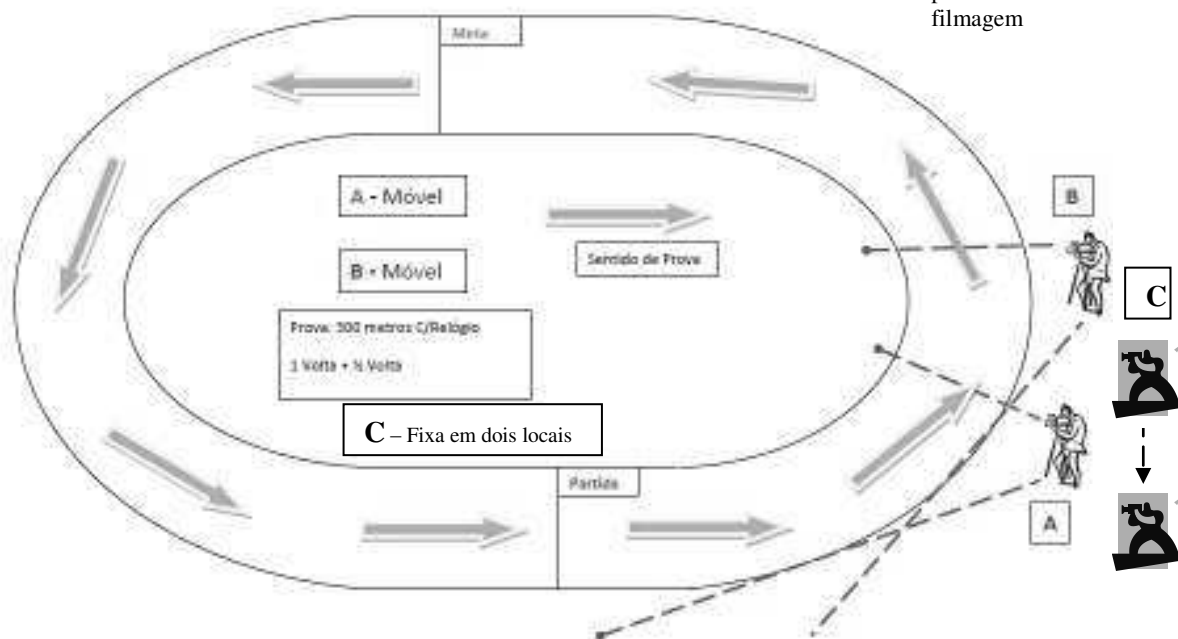 filmagem
Meta
A - Móvel
B - Móvel
Sentido de Prova
Prova: 300 metros C/Relógio
1 Volta + ½ Volta
C – Fixa em dois locais
Partida
B
C
A